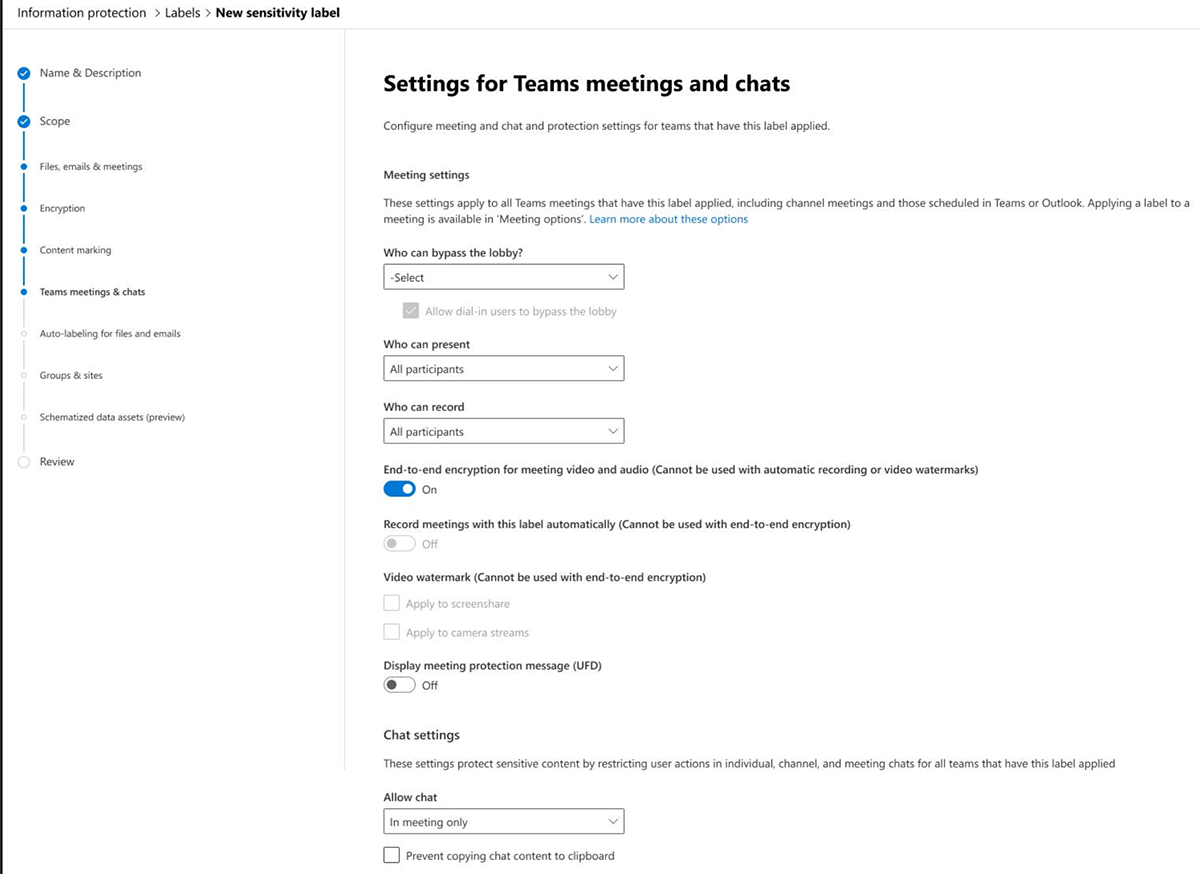 Information protection > Labels > New sensitivity label
Name & Description
Scope
Files, emails & meetings
Encryption
Content marking
Teams meetings & chats
Auto-labeling for files and emails
Groups & sites
Schematized data assets (preview)
Review
Settings for Teams meetings and chats
Configure meeting and chat and protection settings for teams that have this label applied.
Meeting settings
These settings apply to all Teams meetings that have this label applied, including channel meetings and those scheduled in Teams or Outlook. Applying a label to a
meeting is available in ‘Meeting options’. Learn more about these options
Who can bypass the lobby?
-Select
Allow dial-in users to bypass the lobby
Who can present
All participants
Who can record
All participants
End-to-end encryption for meeting video and audio (Cannot be used with automatic recording or video watermarks)
On
Record meetings with this label automatically (Cannot be used with end-to-end encryption)
Off
Video watermark (Cannot be used with end-to-end encryption)
Apply to screenshare
Apply to camera streams
Display meeting protection message (UFD)
Off
Chat settings
These settings protect sensitive content by restricting user actions in individual, channel, and meeting chats for all teams that have this label applied
Allow chat
In meeting only
Prevent copying chat content to clipboard